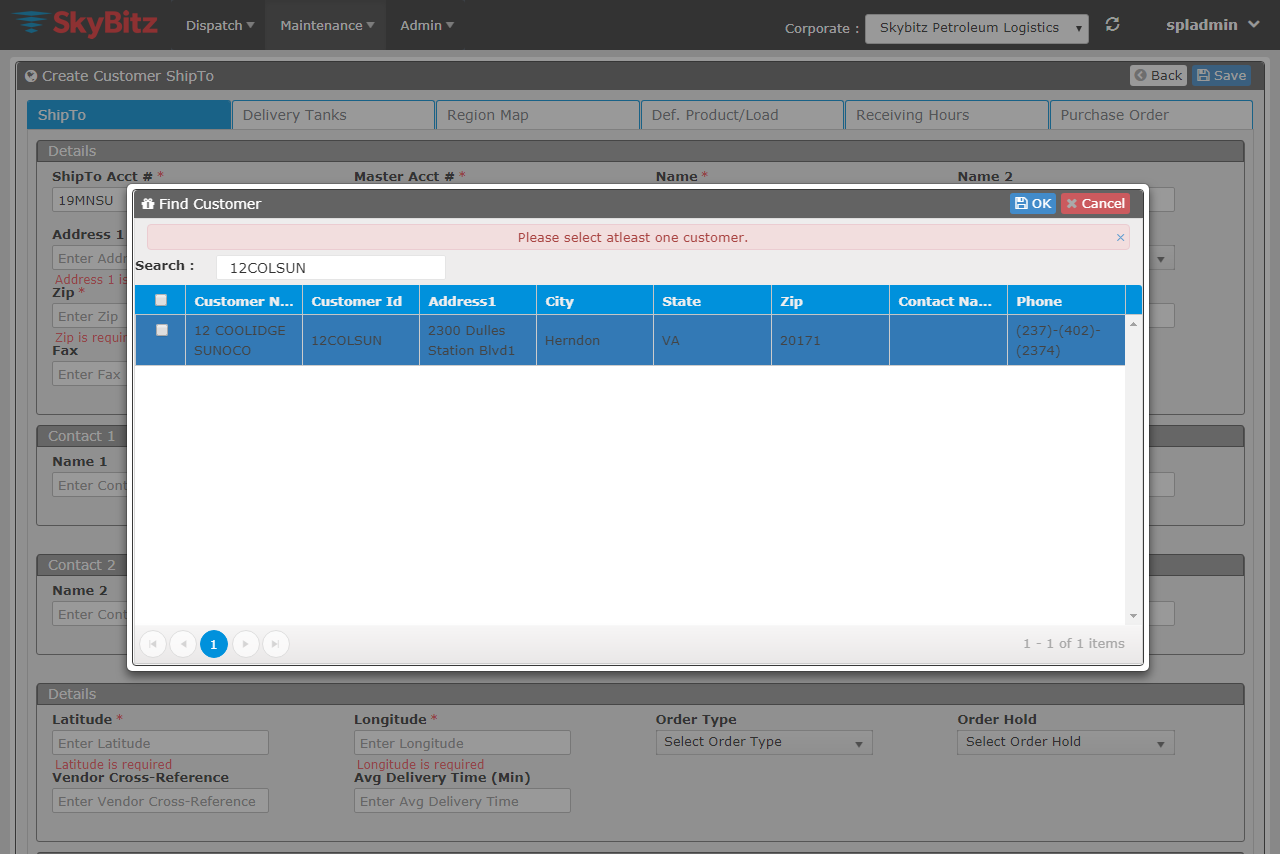 SkyBitz
Dispatch
Maintenance
Admin
Corporate :
Skybitz Petroleum Logistics
spladmin
Create Customer ShipTo
Back
Save
ShipTo
Delivery Tanks
Region Map
Def. Product/Load
Receiving Hours
Purchase Order
Details
ShipTo Acct # *
Master Acct # *
Name *
Name 2
19MNSU
Find Customer
OK
Cancel
Please select atleast one customer.
×
Address 1
Enter Addr
Address 1 is
Zip *
Enter Zip
Zip is requir
Fax
Enter Fax
Search :
12COLSUN
Customer N...
Customer Id
Address1
City
State
Zip
Contact Na...
Phone
12 COOLIDGE
SUNOCO
12COLSUN
2300 Dulles
Station Blvd1
Herndon
VA
20171
(237)-(402)-
(2374)
1
1 - 1 of 1 items
Contact 1
Name 1
Enter Cont
Contact 2
Name 2
Enter Cont
Details
Latitude *
Longitude *
Order Type
Order Hold
Enter Latitude
Enter Longitude
Select Order Type
Select Order Hold
Latitude is required
Longitude is required
Vendor Cross-Reference
Avg Delivery Time (Min)
Enter Vendor Cross-Reference
Enter Avg Delivery Time